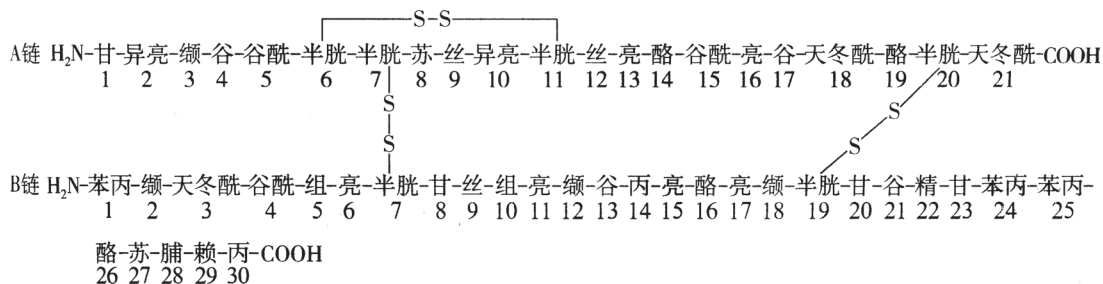 S-S
A链 H₂N-甘-异亮-缬-谷-谷酰-半胱-半胱-苏-丝-异亮-半胱-丝-亮-酪-谷酰-亮-谷-天冬酰-酪-半胱-天冬酰-COOH
1 2 3 4 5 6 7 8 9 10 11 12 13 14 15 16 17 18 19 20 21
S S
S S
B链 H₂N-苯丙-缬-天冬酰-谷酰-组-亮-半胱-甘-丝-组-亮-缬-谷-丙-亮-酪-亮-缬-半胱-甘-谷-精-甘-苯丙-苯丙-
1 2 3 4 5 6 7 8 9 10 11 12 13 14 15 16 17 18 19 20 21 22 23 24 25
酪-苏-脯-赖-丙-COOH
26 27 28 29 30